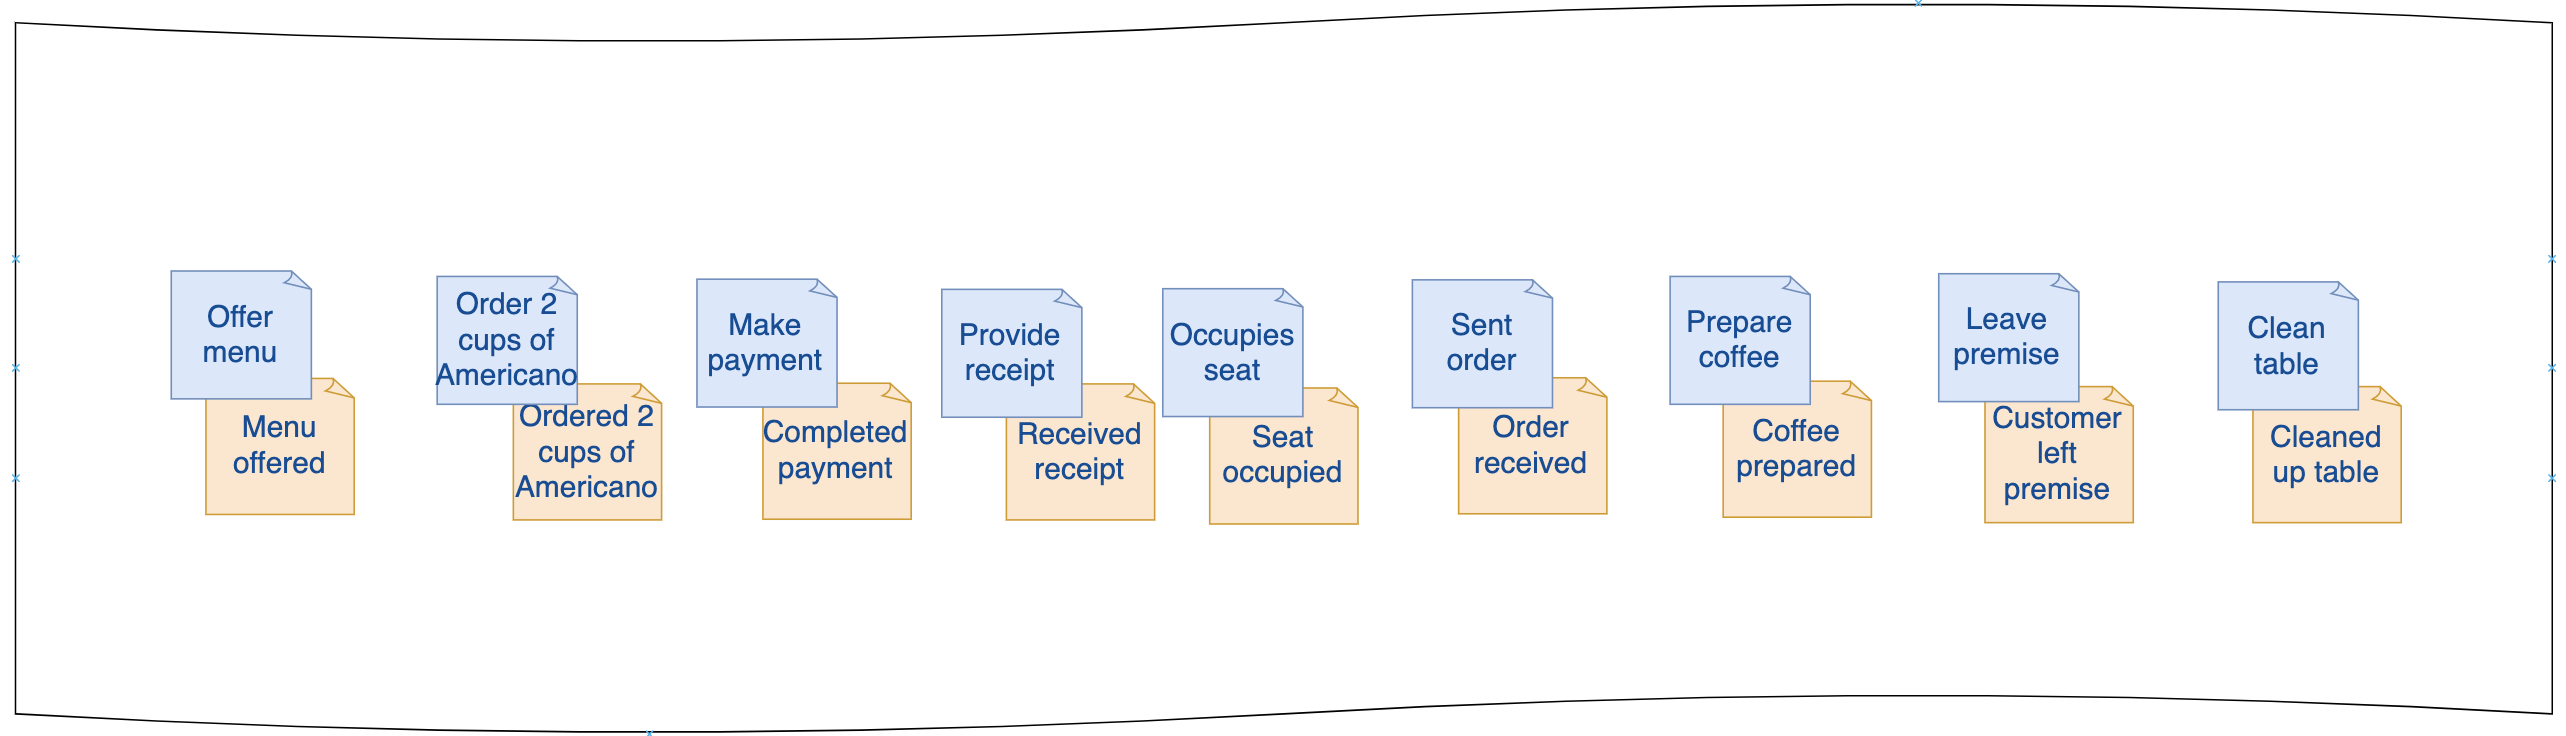 Offer
menu
Menu
offered
Order 2
cups of
Americano
Ordered 2
cups of
Americano
Make
payment
Completed
payment
Provide
receipt
Received
receipt
Occupies
seat
Seat
occupied
Sent
order
Order
received
Prepare
coffee
Coffee
prepared
Leave
premise
Customer
left
premise
Clean
table
Cleaned
up table